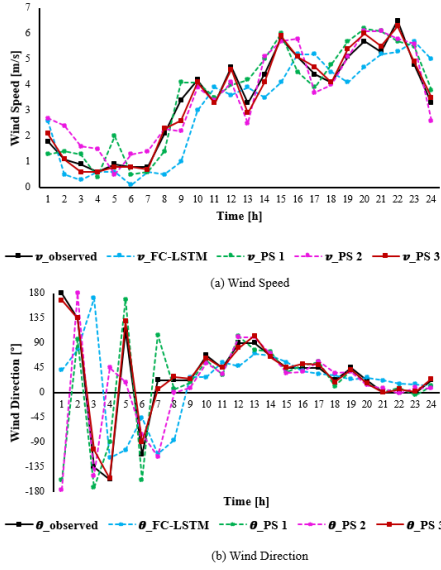 7
6
5
4
3
2
1
0
Wind Speed [m/s]
1 2 3 4 5 6 7 8 9 10 11 12 13 14 15 16 17 18 19 20 21 22 23 24
Time [h]
v_observed v_FC-LSTM v_PS 1 v_PS 2 v_PS 3
(a) Wind Speed
180
135
90
45
0
-45
-90
-135
-180
Wind Direction [°]
1 2 3 4 5 6 7 8 9 10 11 12 13 14 15 16 17 18 19 20 21 22 23 24
Time [h]
θ_observed θ_FC-LSTM θ_PS 1 θ_PS 2 θ_PS 3
(b) Wind Direction